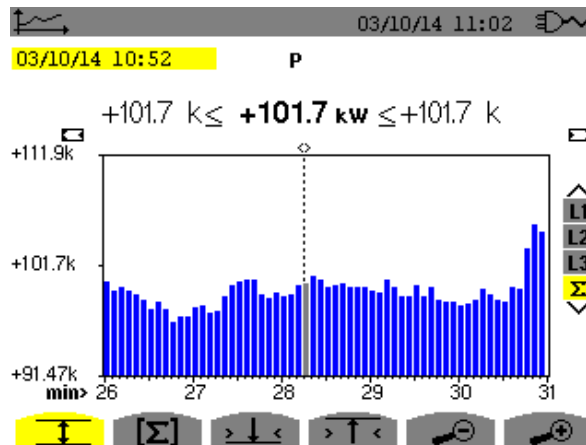 03/10/14 11:02
03/10/14 10:52 P
+101.7 k≤ +101.7 kW ≤+101.7 k
+111.9k
L1
L2
+101.7k L3
Σ
+91.47k
min> 26 27 28 29 30 31
[Σ]